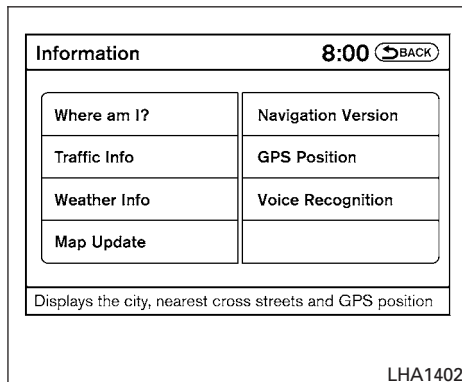 Information 8:00 BACK
Where am I? Navigation Version
Traffic Info GPS Position
Weather Info Voice Recognition
Map Update
Displays the city, nearest cross streets and GPS position
LHA1402